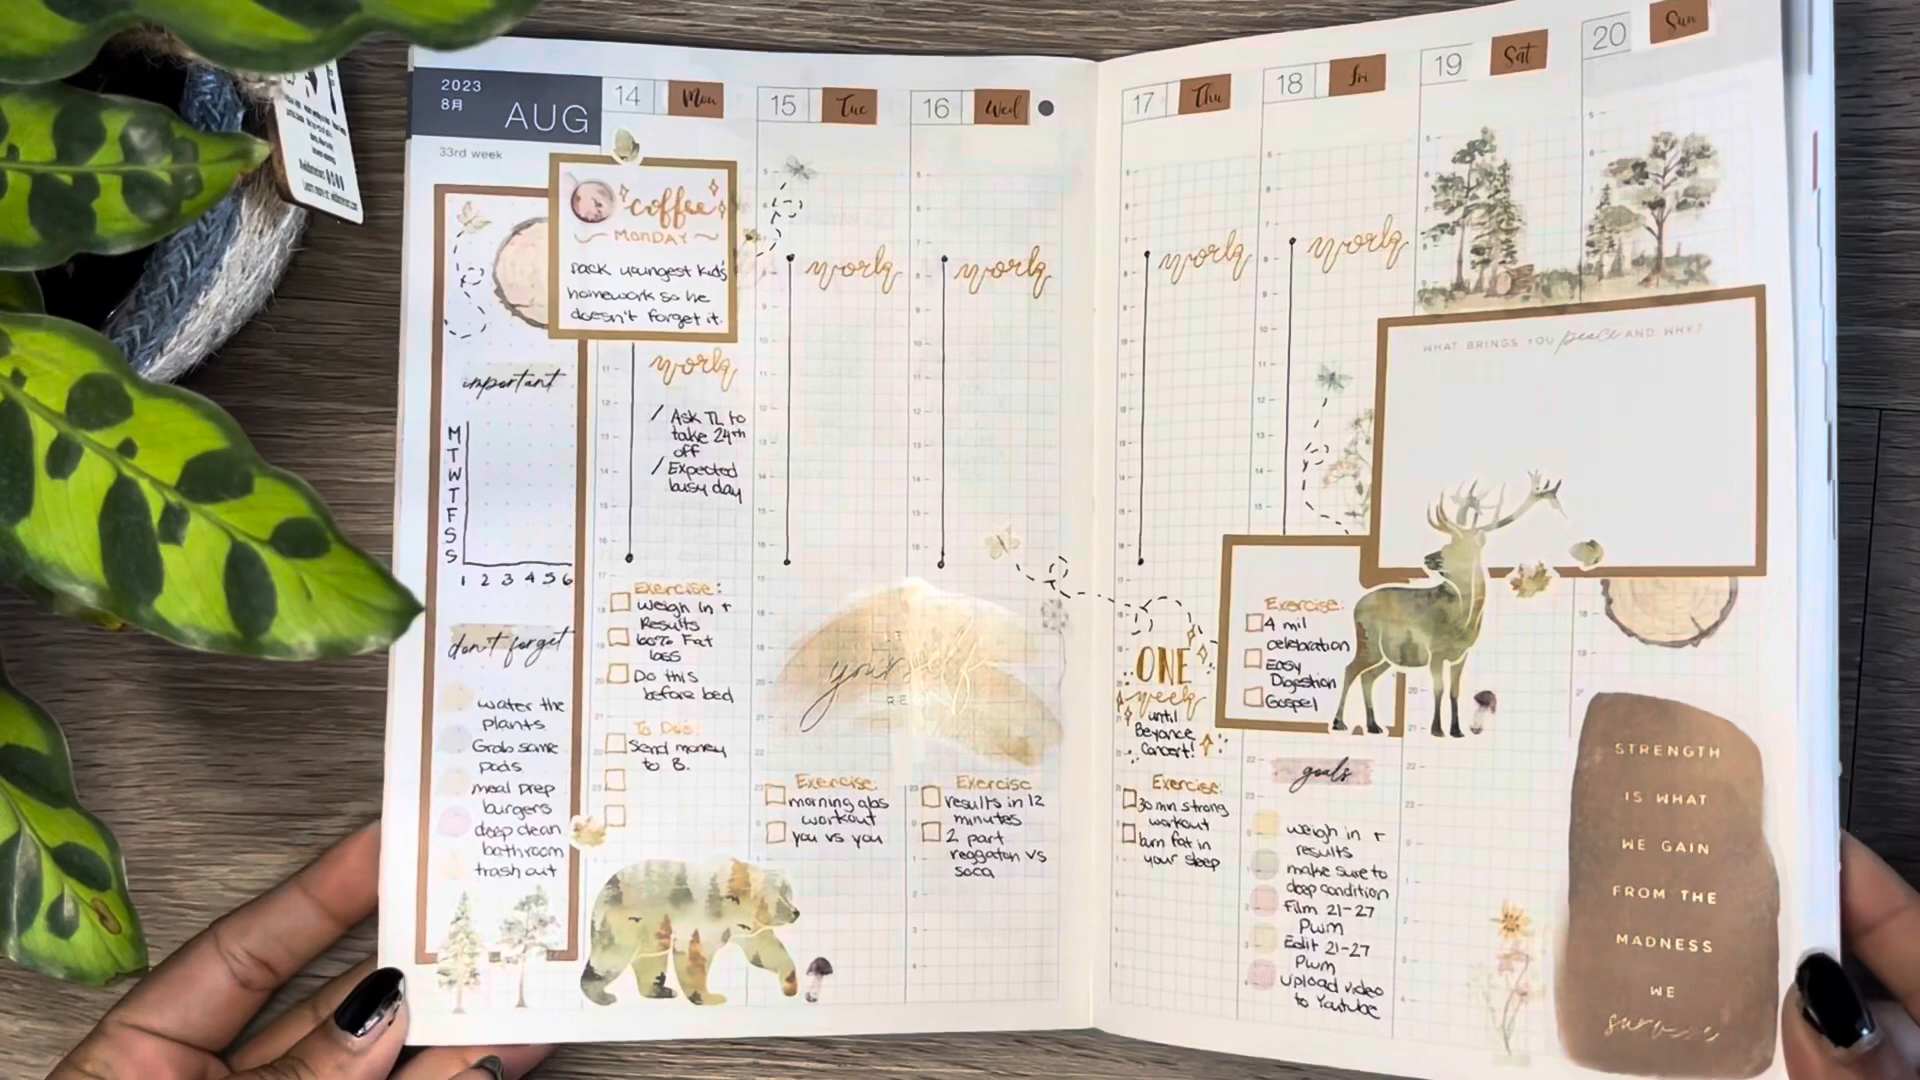 2023
8月
AUG
33rd week
14 Mon
15 Tue
16 Wed
17 Thu
18 Fri
19 Sat
20 Sun
coffee
MONDAY
Pack youngest kid's
homework so he
doesn't forget it.
important
M
T
W
T
F
S
S
1 2 3 4 5 6
don't forget
water the
plants
Grab some
pods
meal prep
burgers
deep clean
bathroom
trash out
work
/ Ask TL to
take 24th
off
/ Expected
busy day
Exercise:
weigh in +
Results
600% Fat
loss
Do this
before bed
To Do's:
Send money
to B.
work
yourself
Exercise:
morning abs
workout
you vs you
work
Exercise
results in 12
minutes
2 part
reggaton vs
soca
work
ONE
week
until
Beyonce
Concert!
Exercise:
30 mn strong
workout
burn fat in
your sleep
work
Exercise:
4 mil
celebration
Easy
Digestion
Gospel
goals
weigh in +
results
make sure to
deep condition
Film 21-27
Pwm
Edit 21-27
Pwm
upload video
to Youtube
WHAT BRINGS YOU peace AND WHY?
STRENGTH
IS WHAT
WE GAIN
FROM THE
MADNESS
WE
survive